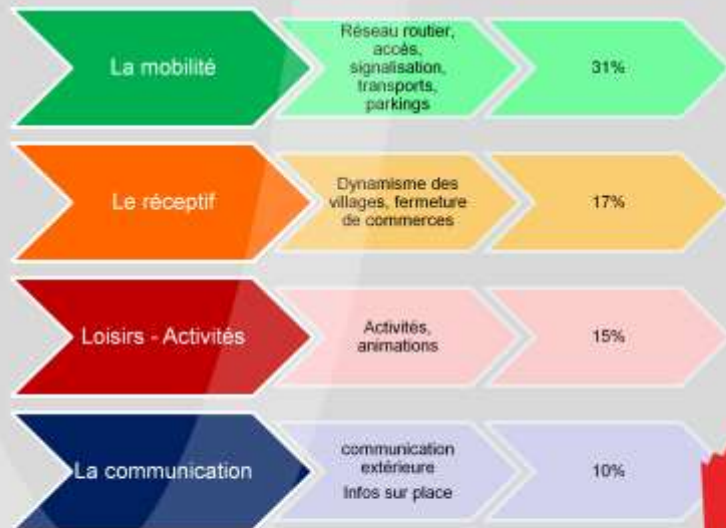 La mobilité
Réseau routier,
accès,
signalisation,
transports,
parkings
31%
Le réceptif
Dynamisme des
villages, fermeture
de commerces
17%
Loisirs - Activités
Activités,
animations
15%
La communication
communication
extérieure
Infos sur place
10%